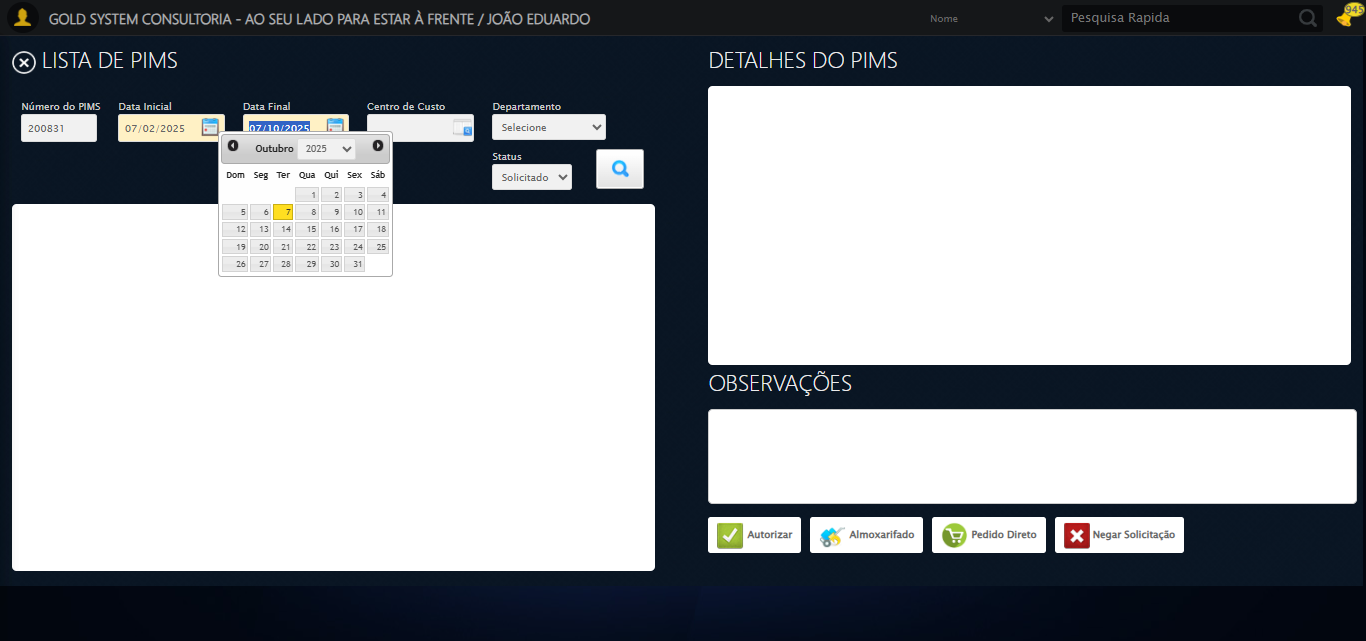 GOLD SYSTEM CONSULTORIA - AO SEU LADO PARA ESTAR À FRENTE / JOÃO EDUARDO
Nome
Pesquisa Rapida
945
LISTA DE PIMS
Número do PIMS
Data Inicial
Data Final
Centro de Custo
Departamento
200831
07/02/2025
07/10/2025
Selecione
Status
Solicitado
Outubro
2025
Dom Seg Ter Qua Qui Sex Sáb
1 2 3 4
5 6 7 8 9 10 11
12 13 14 15 16 17 18
19 20 21 22 23 24 25
26 27 28 29 30 31
DETALHES DO PIMS
OBSERVAÇÕES
Autorizar
Almoxarifado
Pedido Direto
Negar Solicitação